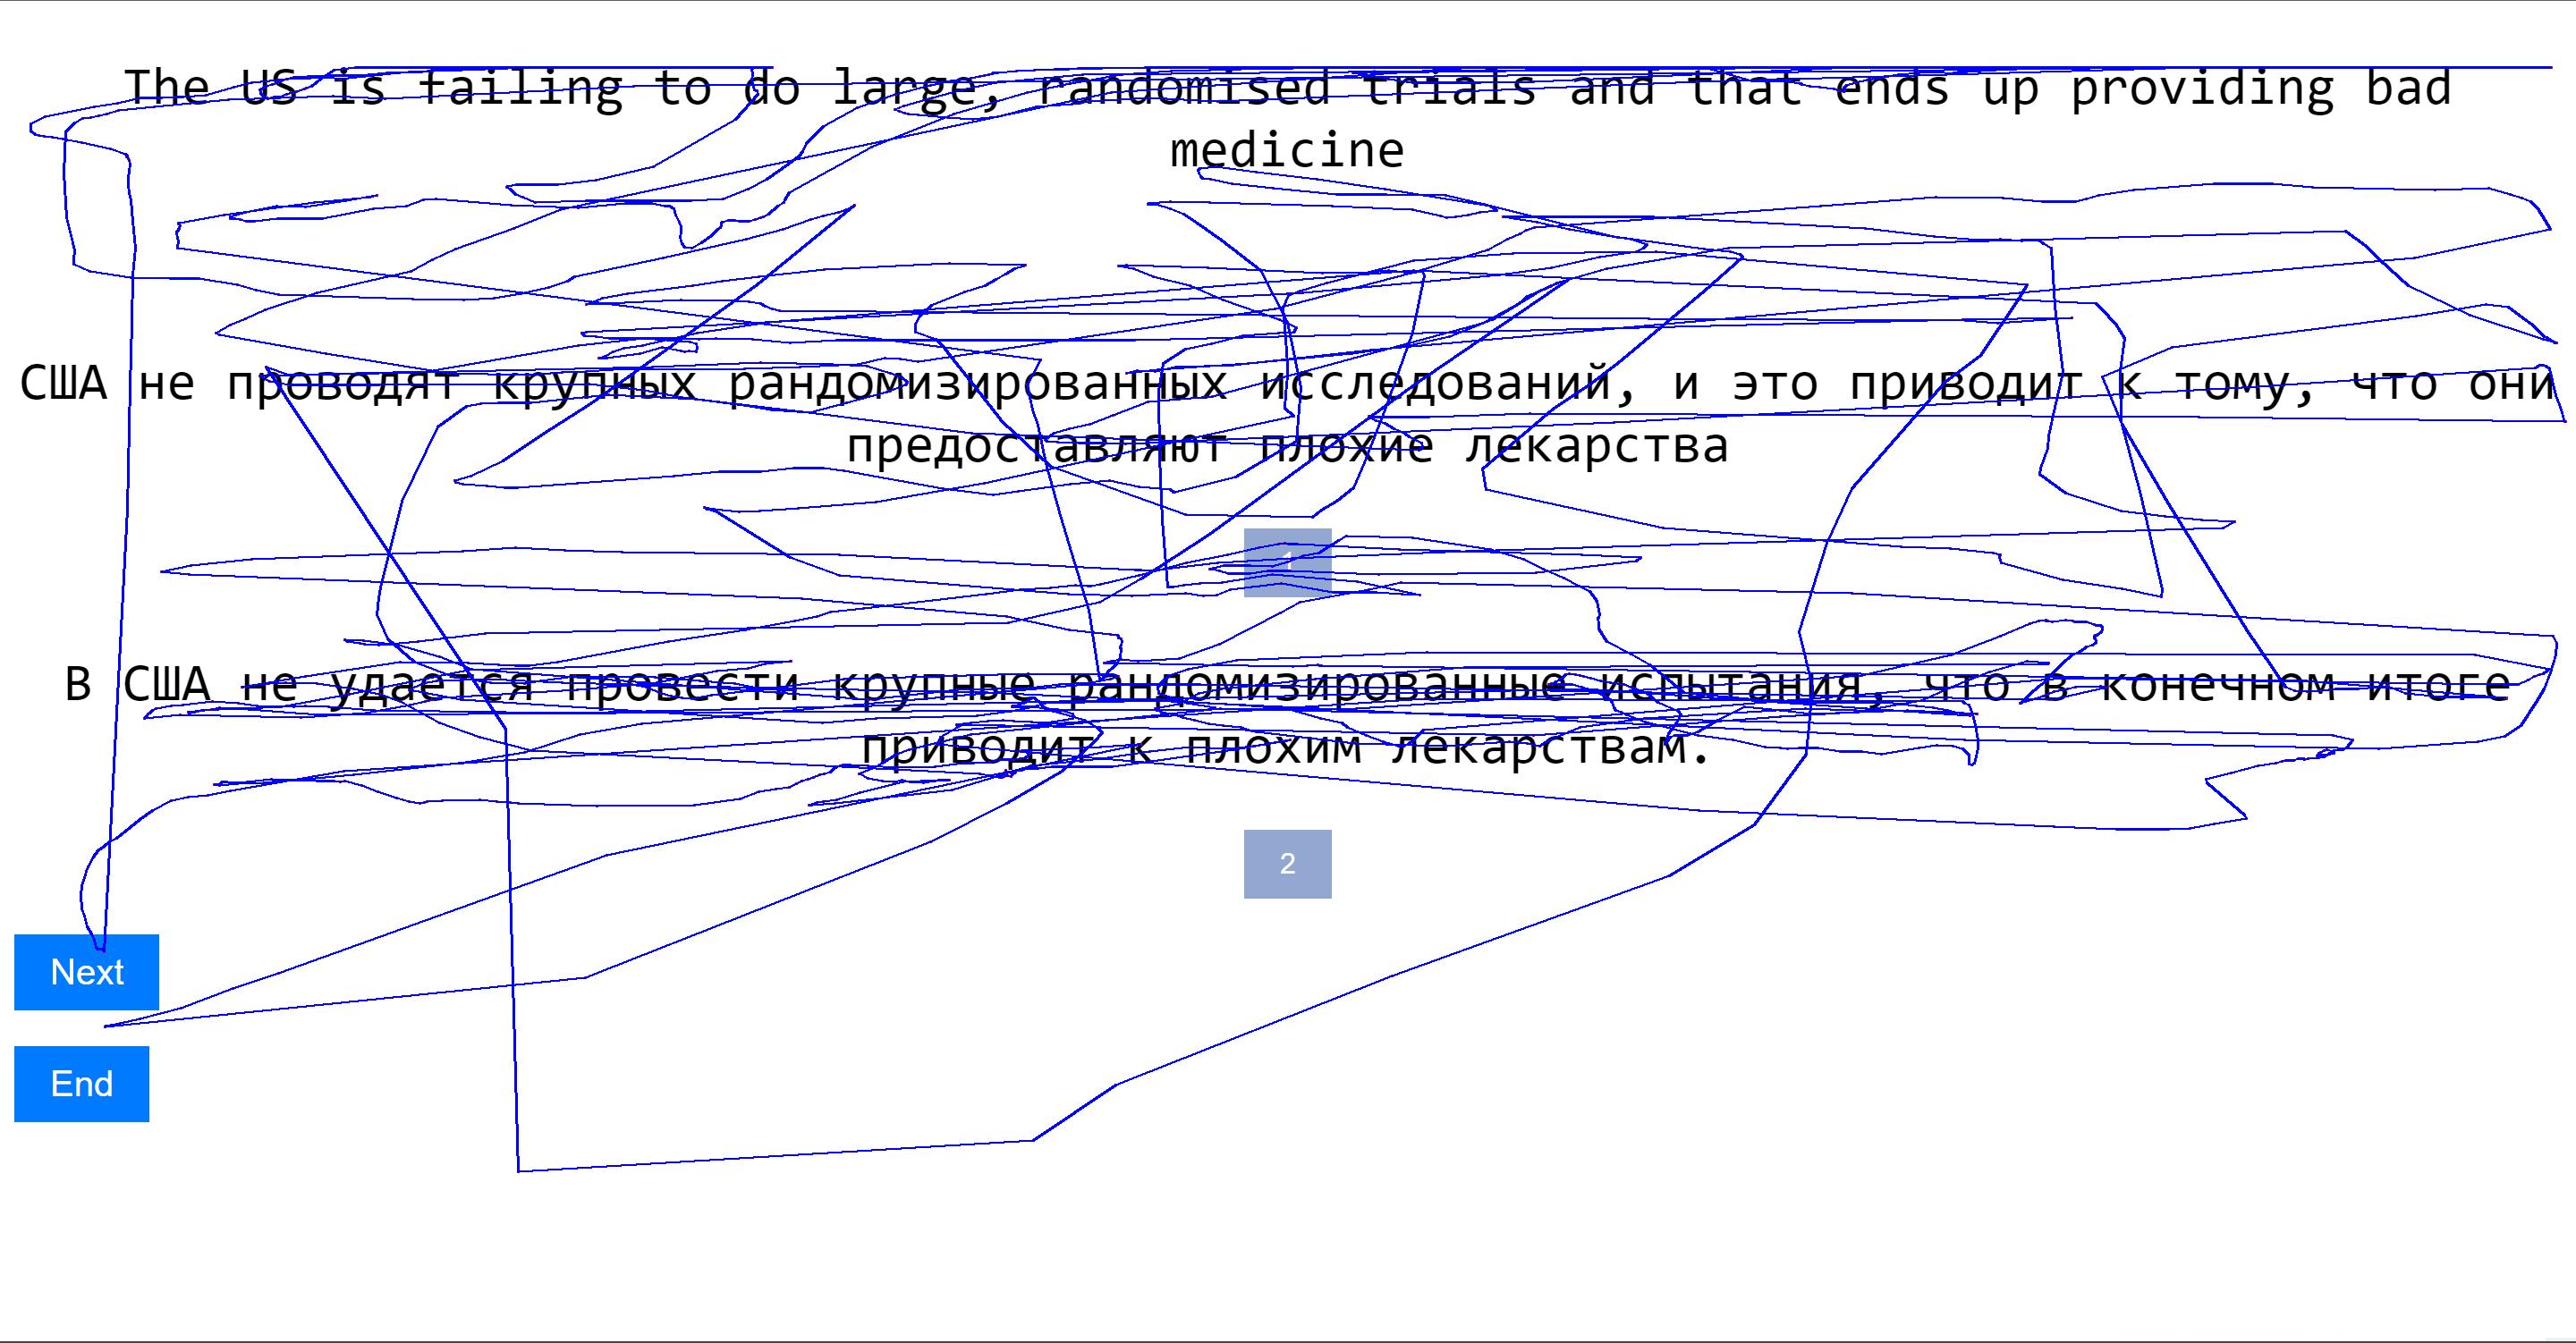 The US is failing to do large, randomised trials and that ends up providing bad
medicine
США не проводят крупных рандомизированных исследований, и это приводит к тому, что они
предоставляют плохие лекарства
1
В США не удается провести крупные рандомизированные испытания, что в конечном итоге
приводит к плохим лекарствам.
2
Next
End